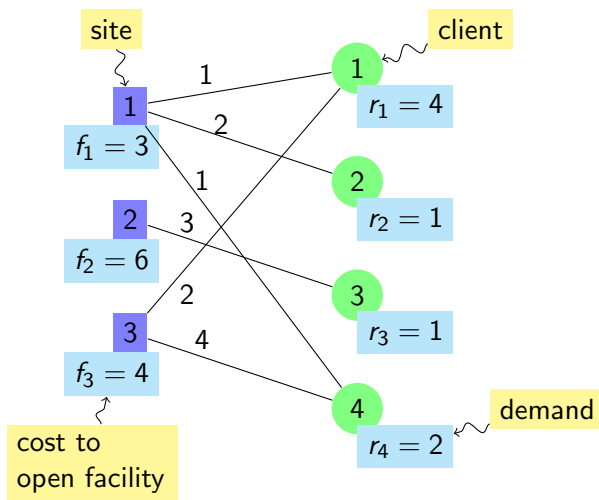 site
client
1
1
1
r₁ = 4
f₁ = 3
2
1
2
r₂ = 1
2
3
f₂ = 6
3
2
r₃ = 1
3
4
f₃ = 4
4
demand
r₄ = 2
cost to
open facility